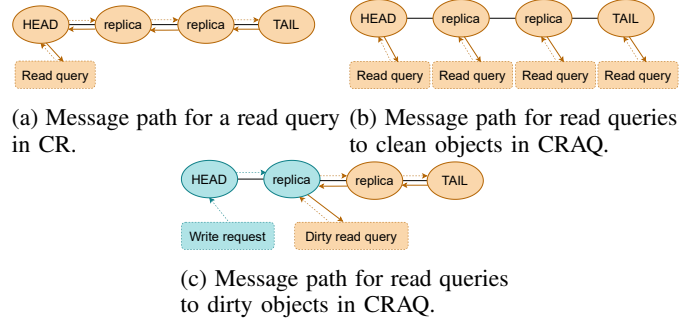 HEAD replica replica TAIL
Read query
(a) Message path for a read query
in CR.
HEAD replica replica TAIL
Read query Read query Read query Read query
(b) Message path for read queries
to clean objects in CRAQ.
HEAD replica replica TAIL
Write request Dirty read query
(c) Message path for read queries
to dirty objects in CRAQ.